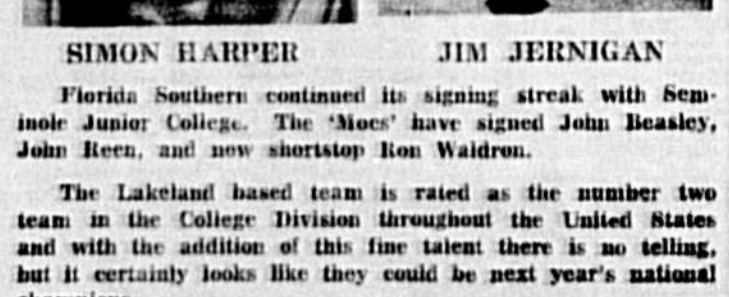 SIMON HARPER JIM JERNIGAN
Florida Southern continued its signing streak with Sem-
inole Junior College. The 'Mocs' have signed John Beasley,
John Reen, and now shortstop Ron Waldron.
The Lakeland based team is rated as the number two
team in the College Division throughout the United States
and with the addition of this fine talent there is no telling,
but it certainly looks like they could be next year's national